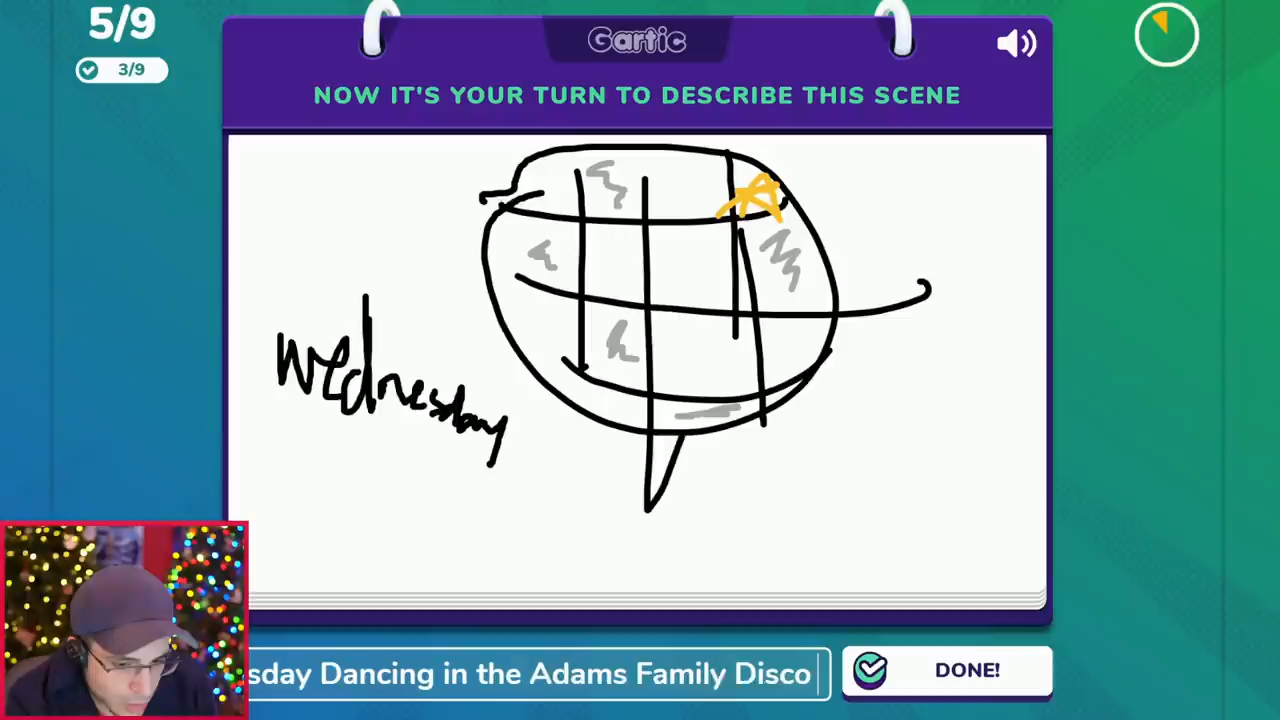 5/9
3/9
Gartic
NOW IT'S YOUR TURN TO DESCRIBE THIS SCENE
Wednesday
sday Dancing in the Adams Family Disco
DONE!